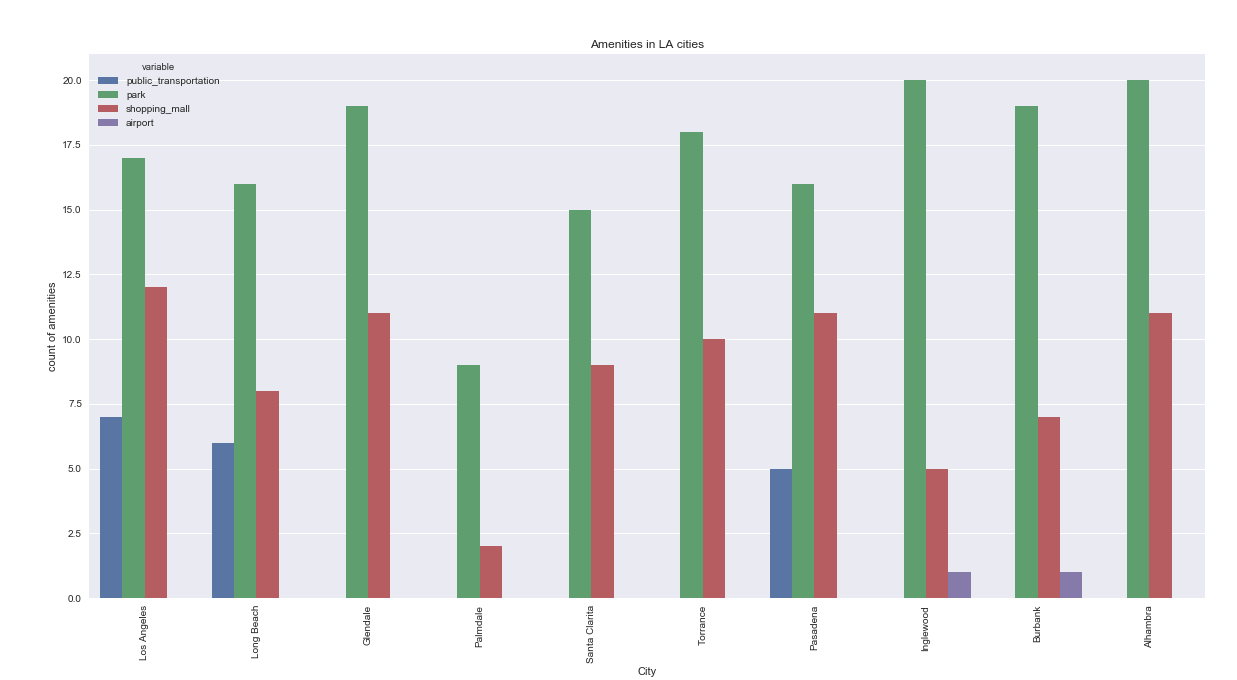 Amenities in LA cities
variable
public_transportation
park
shopping_mall
airport
count of amenities
20.0
17.5
15.0
12.5
10.0
7.5
5.0
2.5
0.0
Los Angeles
Long Beach
Glendale
Palmdale
Santa Clarita
Torrance
Pasadena
Inglewood
Burbank
Alhambra
City